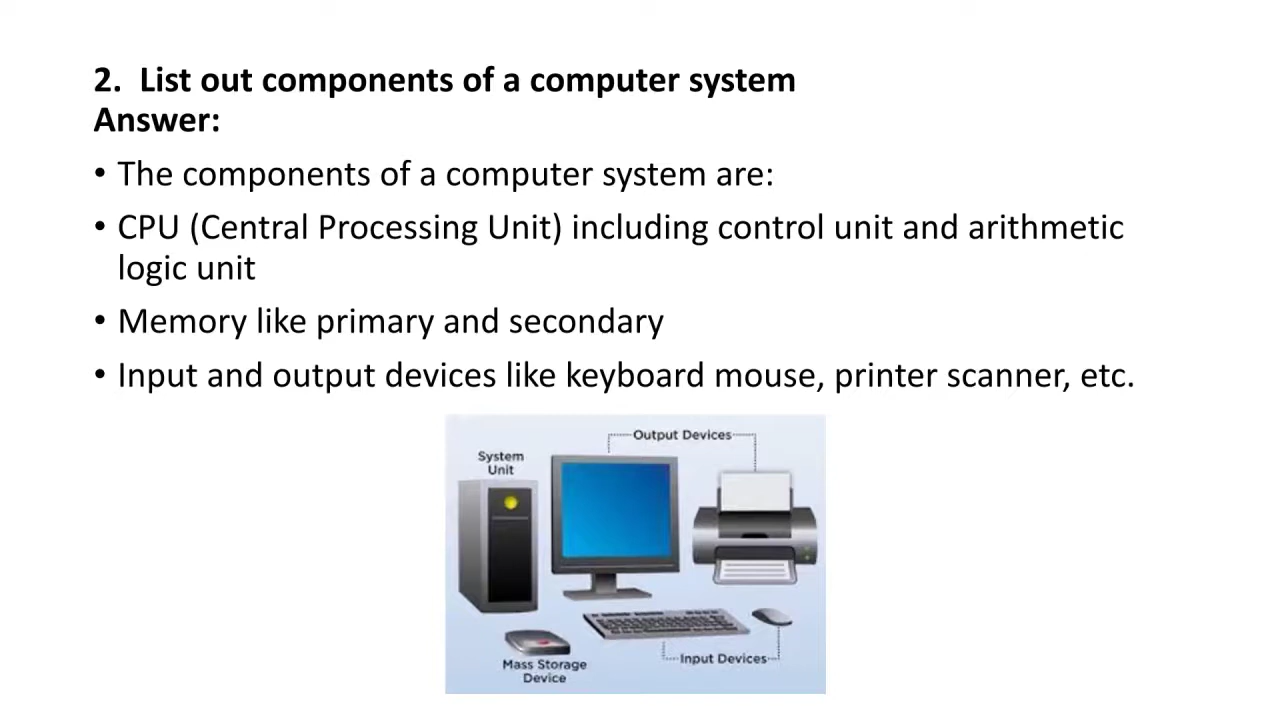 2. List out components of a computer system
Answer:
• The components of a computer system are:
• CPU (Central Processing Unit) including control unit and arithmetic
logic unit
• Memory like primary and secondary
• Input and output devices like keyboard mouse, printer scanner, etc.
Output Devices
System
Unit
Input Devices
Mass Storage
Device